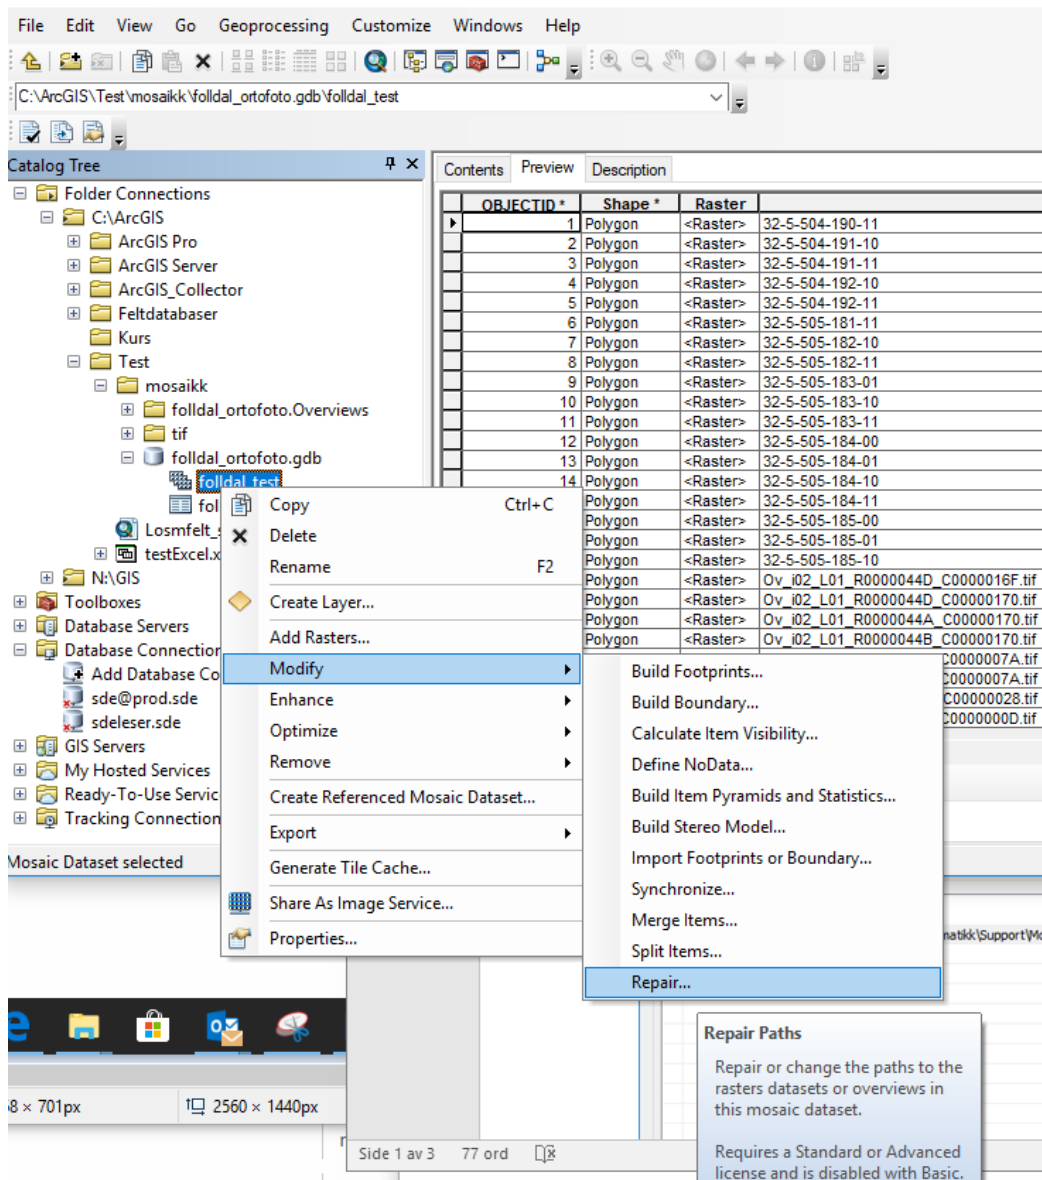 File Edit View Go Geoprocessing Customize Windows Help
C:\ArcGIS\Test\mosaikk\folldal_ortofoto.gdb\folldal_test
Catalog Tree
Folder Connections
C:\ArcGIS
ArcGIS Pro
ArcGIS Server
ArcGIS_Collector
Feltdatabaser
Kurs
Test
mosaikk
folldal_ortofoto.Overviews
tif
folldal_ortofoto.gdb
folldal_test
fol
Losmfelt_s
testExcel.x
N:\GIS
Toolboxes
Database Servers
Database Connection
Add Database Co
sde@prod.sde
sdeleser.sde
GIS Servers
My Hosted Services
Ready-To-Use Servic
Tracking Connection
Mosaic Dataset selected
Contents Preview Description
OBJECTID * Shape * Raster
1 Polygon <Raster> 32-5-504-190-11
2 Polygon <Raster> 32-5-504-191-10
3 Polygon <Raster> 32-5-504-191-11
4 Polygon <Raster> 32-5-504-192-10
5 Polygon <Raster> 32-5-504-192-11
6 Polygon <Raster> 32-5-505-181-11
7 Polygon <Raster> 32-5-505-182-10
8 Polygon <Raster> 32-5-505-182-11
9 Polygon <Raster> 32-5-505-183-01
10 Polygon <Raster> 32-5-505-183-10
11 Polygon <Raster> 32-5-505-183-11
12 Polygon <Raster> 32-5-505-184-00
13 Polygon <Raster> 32-5-505-184-01
14 Polygon <Raster> 32-5-505-184-10
Polygon <Raster> 32-5-505-184-11
Polygon <Raster> 32-5-505-185-00
Polygon <Raster> 32-5-505-185-01
Polygon <Raster> 32-5-505-185-10
Polygon <Raster> Ov_i02_L01_R0000044D_C0000016F.tif
Polygon <Raster> Ov_i02_L01_R0000044D_C00000170.tif
Polygon <Raster> Ov_i02_L01_R0000044A_C00000170.tif
Polygon <Raster> Ov_i02_L01_R0000044B_C00000170.tif
C0000007A.tif
C0000007A.tif
C00000028.tif
C0000000D.tif
Copy Ctrl+C
Delete
Rename F2
Create Layer...
Add Rasters...
Modify
Enhance
Optimize
Remove
Create Referenced Mosaic Dataset...
Export
Generate Tile Cache...
Share As Image Service...
Properties...
Build Footprints...
Build Boundary...
Calculate Item Visibility...
Define NoData...
Build Item Pyramids and Statistics...
Build Stereo Model...
Import Footprints or Boundary...
Synchronize...
Merge Items...
Split Items...
Repair...
Repair Paths
Repair or change the paths to the
rasters datasets or overviews in
this mosaic dataset.
Requires a Standard or Advanced
license and is disabled with Basic.
matikk\Support\Mo
8 × 701px 2560 × 1440px
Side 1 av 3 77 ord